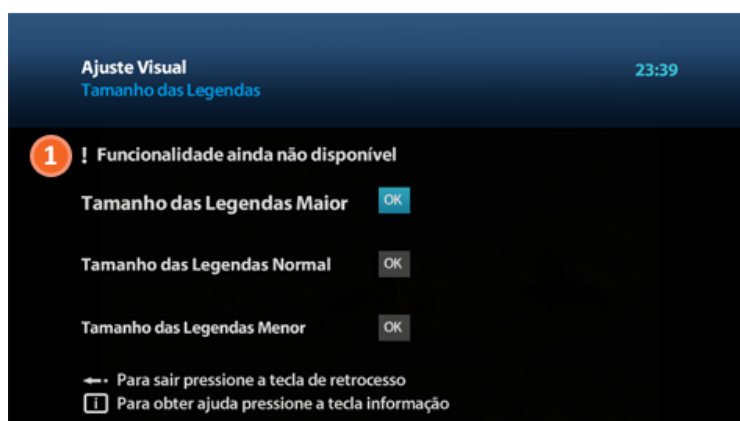 Ajuste Visual
23:39
Tamanho das Legendas
1 ! Funcionalidade ainda não disponível
Tamanho das Legendas Maior OK
Tamanho das Legendas Normal OK
Tamanho das Legendas Menor OK
Para sair pressione a tecla de retrocesso
i Para obter ajuda pressione a tecla informação